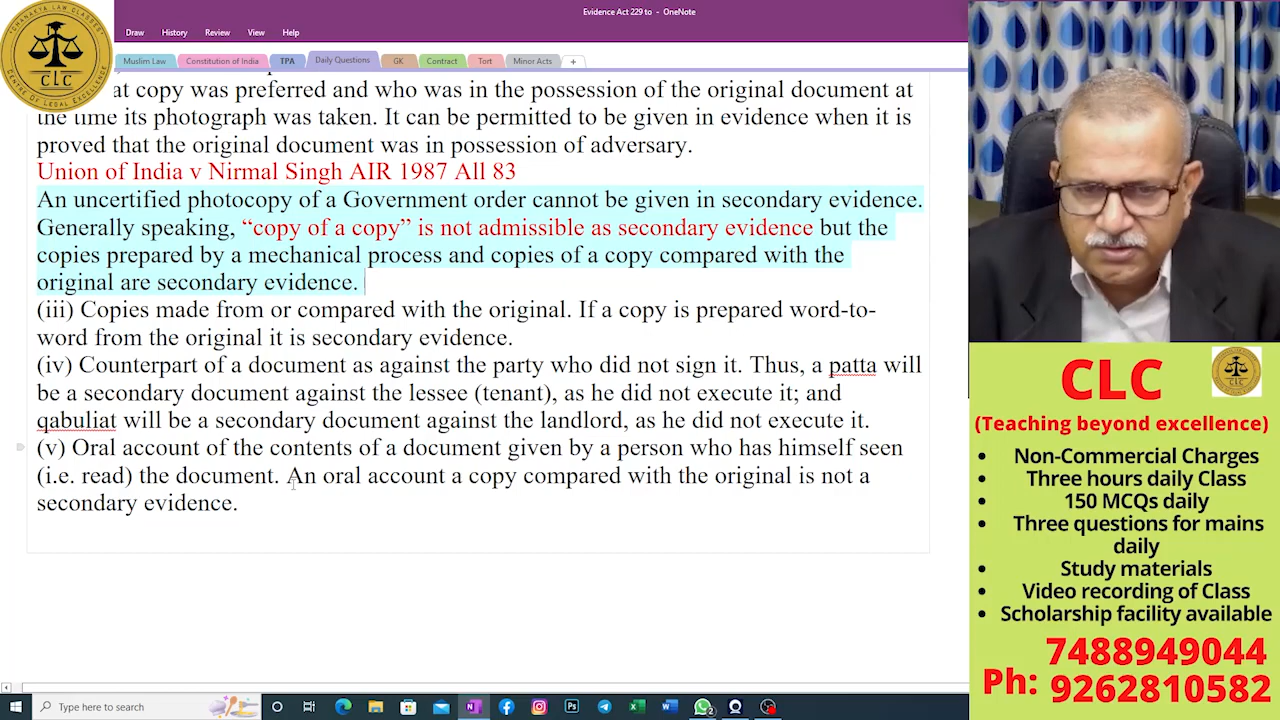 Evidence Act 229 to - OneNote
Draw History Review View Help
Muslim Law Constitution of India TPA Daily Questions GK Contract Tort Minor Acts +
at copy was preferred and who was in the possession of the original document at
the time its photograph was taken. It can be permitted to be given in evidence when it is
proved that the original document was in possession of adversary.
Union of India v Nirmal Singh AIR 1987 All 83
An uncertified photocopy of a Government order cannot be given in secondary evidence.
Generally speaking, “copy of a copy” is not admissible as secondary evidence but the
copies prepared by a mechanical process and copies of a copy compared with the
original are secondary evidence.
(iii) Copies made from or compared with the original. If a copy is prepared word-to-
word from the original it is secondary evidence.
(iv) Counterpart of a document as against the party who did not sign it. Thus, a patta will
be a secondary document against the lessee (tenant), as he did not execute it; and
qabuliat will be a secondary document against the landlord, as he did not execute it.
(v) Oral account of the contents of a document given by a person who has himself seen
(i.e. read) the document. An oral account a copy compared with the original is not a
secondary evidence.
"CHANAKYA LAW CLASSES"
CLC
CENTRE OF LEGAL EXCELLENCE
CLC
(Teaching beyond excellence)
• Non-Commercial Charges
• Three hours daily Class
• 150 MCQs daily
• Three questions for mains
daily
• Study materials
• Video recording of Class
• Scholarship facility available
7488949044
Ph: 9262810582
Type here to search